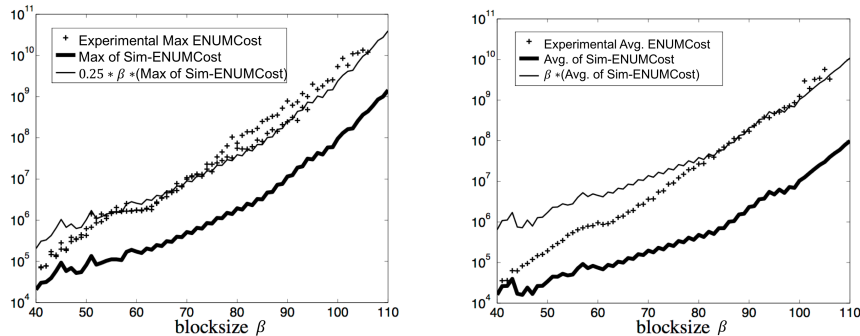 10^11
10^10
10^9
10^8
10^7
10^6
10^5
10^4
Experimental Max ENUMCost
Max of Sim-ENUMCost
0.25 * β *(Max of Sim-ENUMCost)
40 50 60 70 80 90 100 110
blocksize β
10^11
10^10
10^9
10^8
10^7
10^6
10^5
10^4
Experimental Avg. ENUMCost
Avg. of Sim-ENUMCost
β *(Avg. of Sim-ENUMCost)
40 50 60 70 80 90 100 110
blocksize β